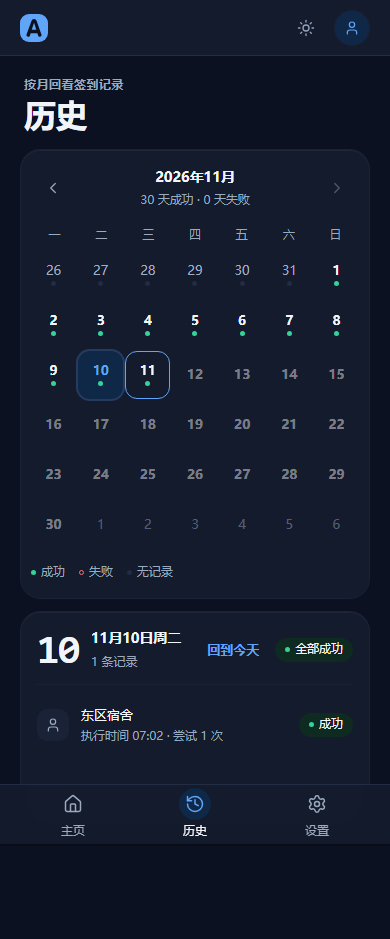 A
按月回看签到记录
历史
2026年11月
30 天成功 · 0 天失败
一 二 三 四 五 六 日
26 27 28 29 30 31 1
2 3 4 5 6 7 8
9 10 11 12 13 14 15
16 17 18 19 20 21 22
23 24 25 26 27 28 29
30 1 2 3 4 5 6
成功 失败 无记录
10 11月10日周二 回到今天 全部成功
1 条记录
东区宿舍 成功
执行时间 07:02 · 尝试 1 次
主页 历史 设置